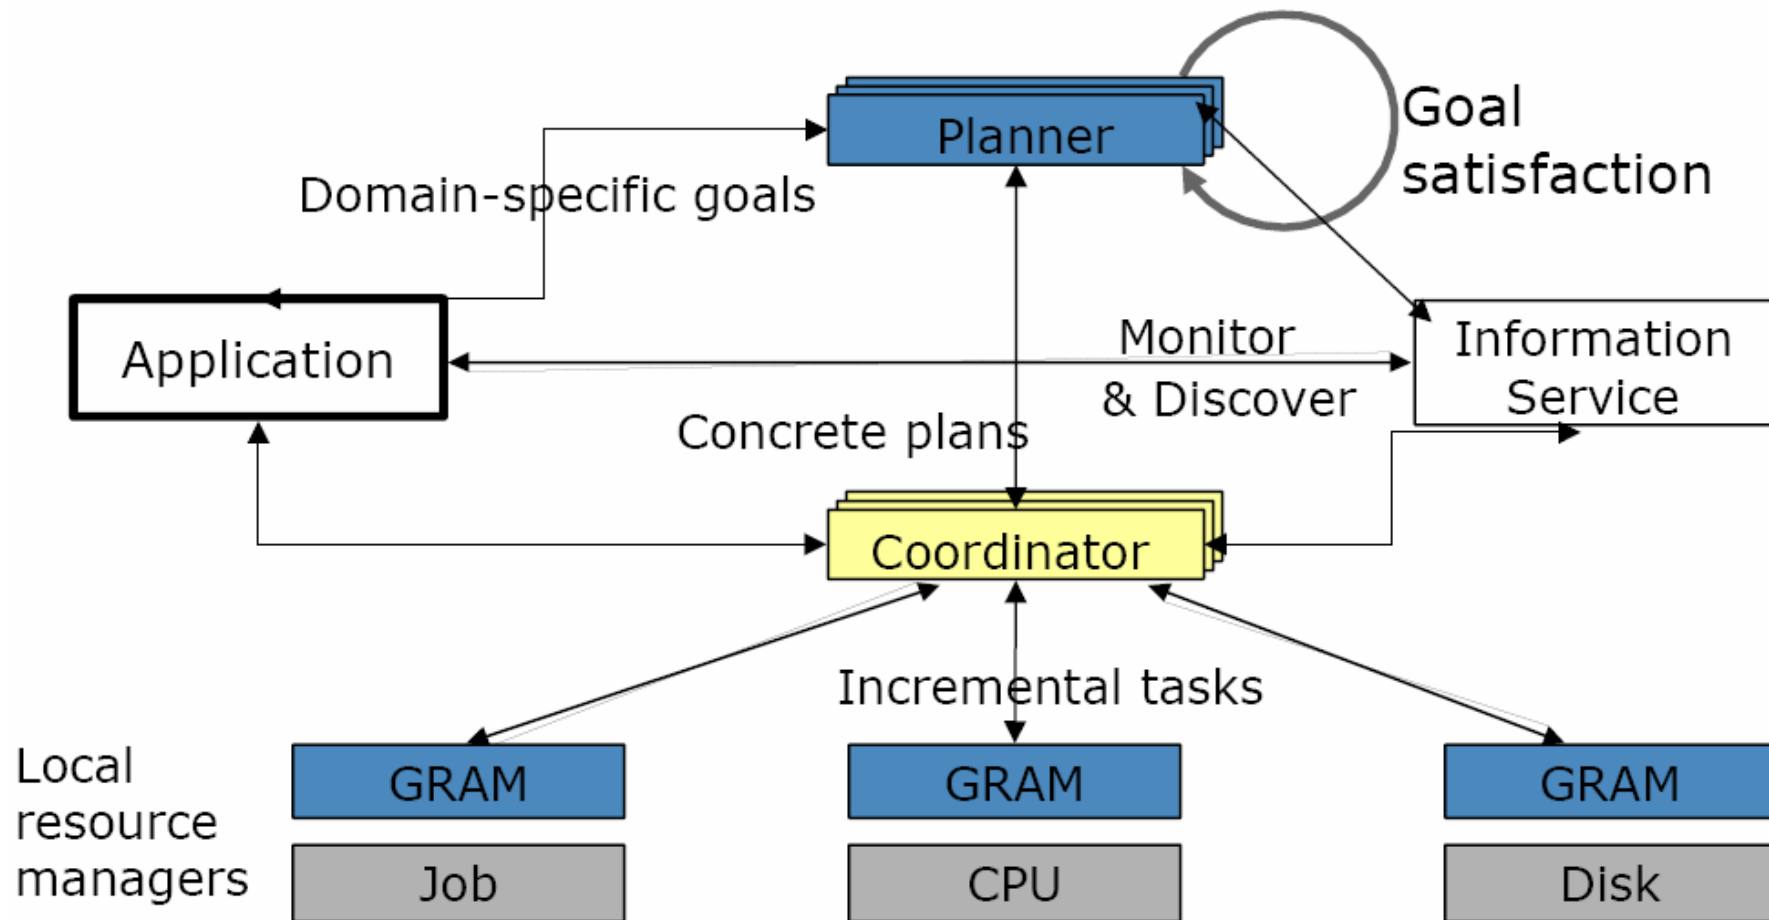 Planner
Goal
satisfaction
Domain-specific goals
Application
Monitor
& Discover
Information
Service
Concrete plans
Coordinator
Incremental tasks
Local
resource
managers
GRAM
GRAM
GRAM
Job
CPU
Disk